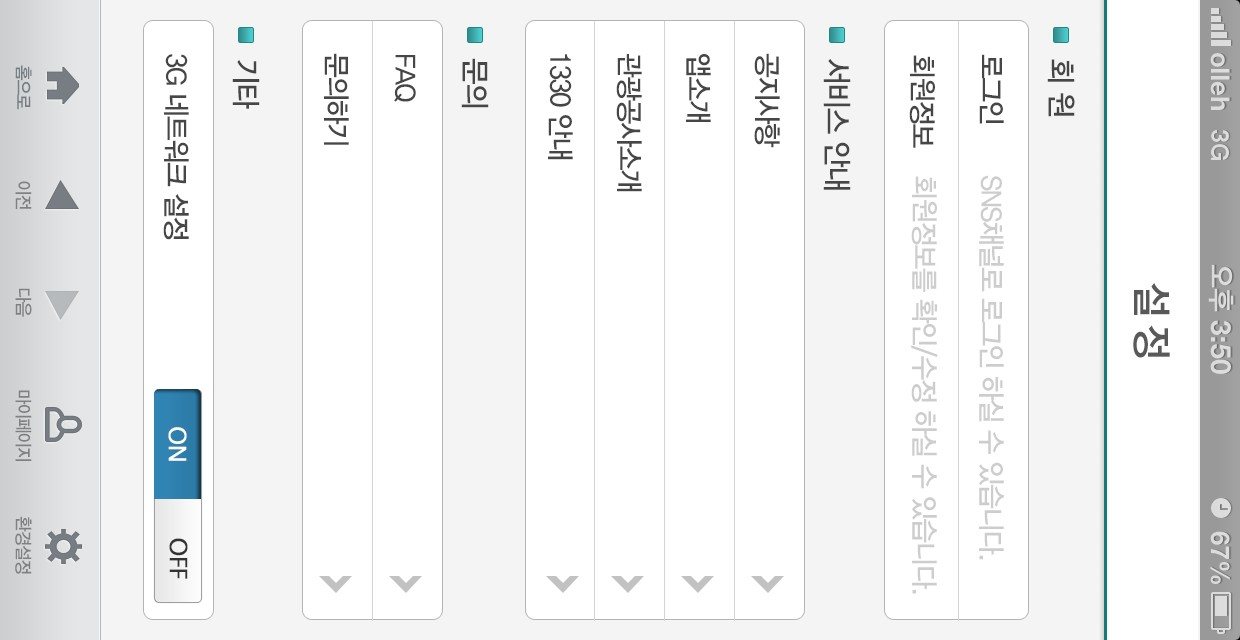 olleh 3G 오후 3:50 67%
설정
회 원
로그인 SNS채널로 로그인 하실 수 있습니다.
회원정보 회원정보를 확인/수정 하실 수 있습니다.
서비스 안내
공지사항
앱소개
관광공사소개
1330 안내
문의
FAQ
문의하기
기타
3G 네트워크 설정 ON OFF
홈으로 이전 다음 마이페이지 환경설정